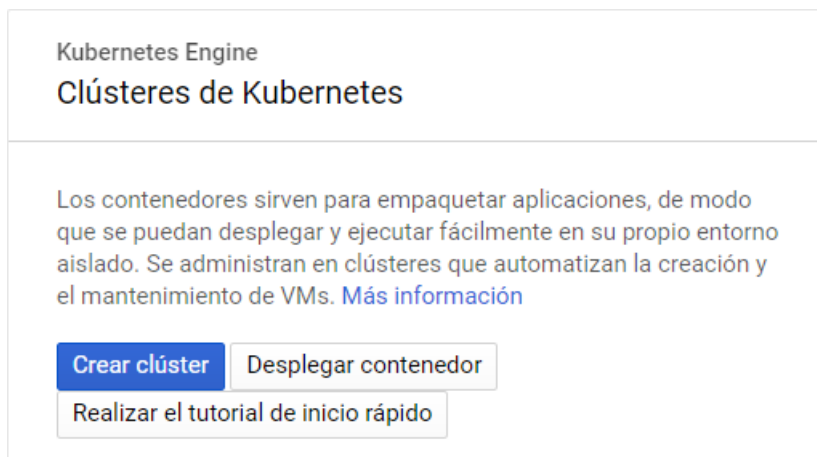 Kubernetes Engine
Clústeres de Kubernetes
Los contenedores sirven para empaquetar aplicaciones, de modo
que se puedan desplegar y ejecutar fácilmente en su propio entorno
aislado. Se administran en clústeres que automatizan la creación y
el mantenimiento de VMs. Más información
Crear clúster Desplegar contenedor
Realizar el tutorial de inicio rápido